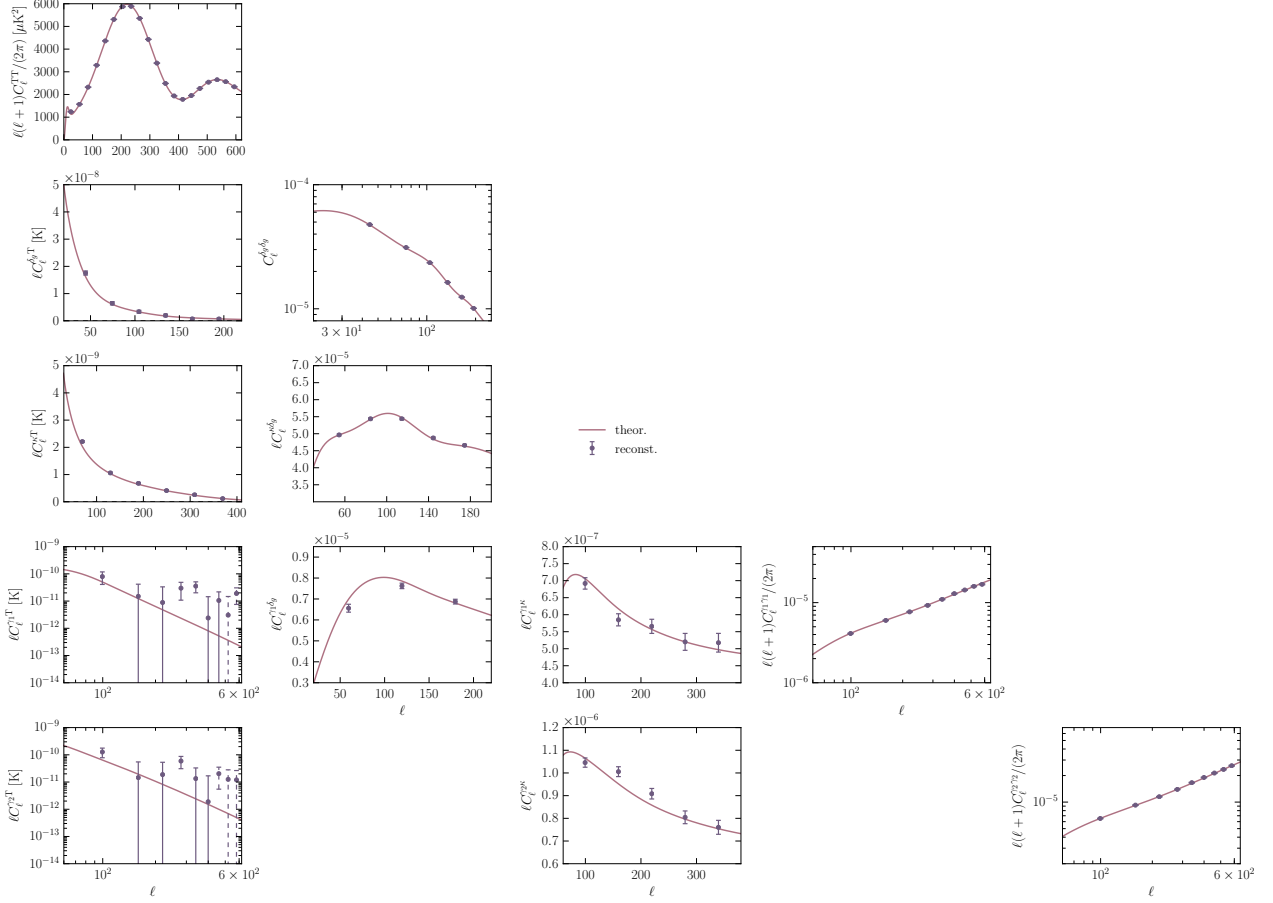 ℓ(ℓ + 1)C_ℓ^{TT}/(2π) [μK²]
6000
5000
4000
3000
2000
1000
0
0 100 200 300 400 500 600
×10⁻⁸
ℓC_ℓ^{δ_g T} [K]
5
4
3
2
1
0
50 100 150 200
C_ℓ^{δ_g δ_g}
10⁻⁴
10⁻⁵
3 × 10¹ 10²
×10⁻⁹
ℓC_ℓ^{κT} [K]
5
4
3
2
1
0
100 200 300 400
×10⁻⁵
ℓC_ℓ^{κδ_g}
7.0
6.5
6.0
5.5
5.0
4.5
4.0
3.5
60 100 140 180
theor.
reconst.
ℓC_ℓ^{γ₁T} [K]
10⁻⁹
10⁻¹⁰
10⁻¹¹
10⁻¹²
10⁻¹³
10⁻¹⁴
10² 6 × 10²
×10⁻⁵
ℓC_ℓ^{γ₁δ_g}
0.9
0.8
0.7
0.6
0.5
0.4
0.3
50 100 150 200
ℓ
×10⁻⁷
ℓC_ℓ^{γ₁κ}
8.0
7.5
7.0
6.5
6.0
5.5
5.0
4.5
4.0
100 200 300
ℓ(ℓ + 1)C_ℓ^{γ₁γ₁}/(2π)
10⁻⁵
10⁻⁶
10² 6 × 10²
ℓ
ℓC_ℓ^{γ₂T} [K]
10⁻⁹
10⁻¹⁰
10⁻¹¹
10⁻¹²
10⁻¹³
10⁻¹⁴
10² 6 × 10²
ℓ
×10⁻⁶
ℓC_ℓ^{γ₂κ}
1.2
1.1
1.0
0.9
0.8
0.7
0.6
100 200 300
ℓ
ℓ(ℓ + 1)C_ℓ^{γ₂γ₂}/(2π)
10⁻⁵
10² 6 × 10²
ℓ